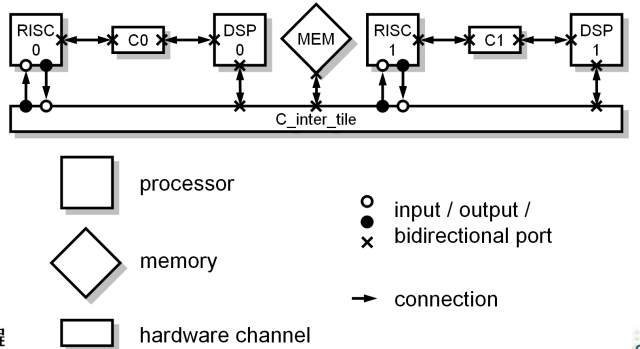 RISC
0
C0
DSP
0
MEM
RISC
1
C1
DSP
1
C_inter_tile
processor
memory
hardware channel
input / output /
bidirectional port
connection